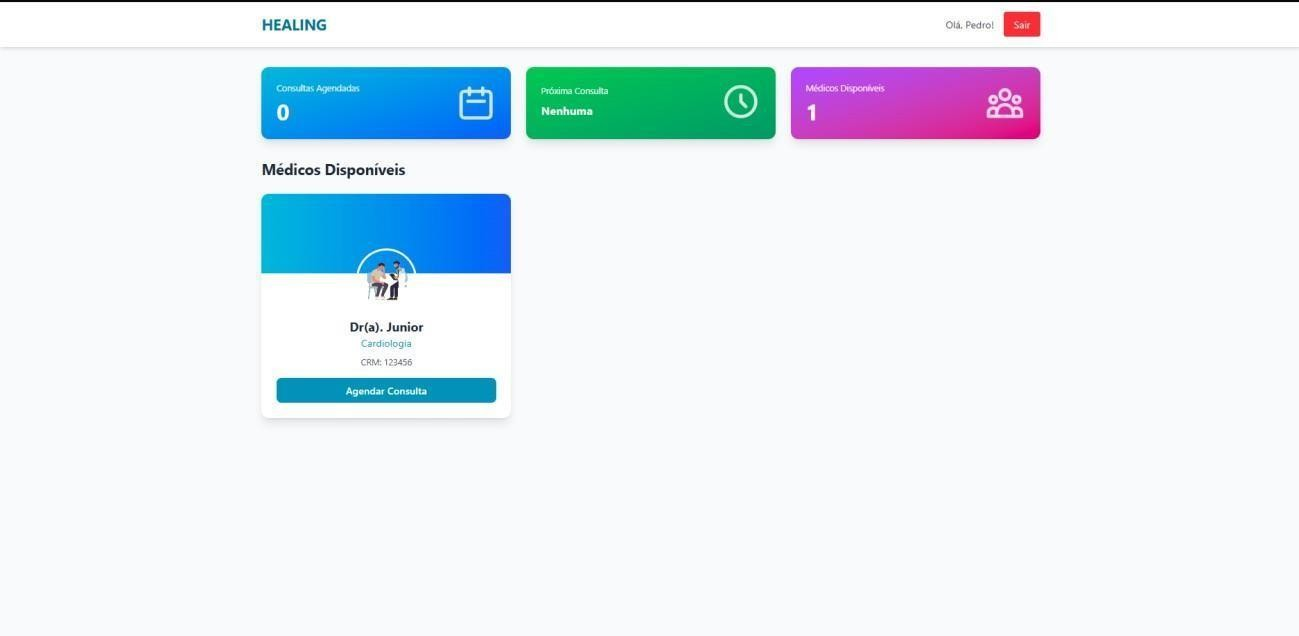 HEALING
Olá, Pedro!
Sair
Consultas Agendadas
0
Próxima Consulta
Nenhuma
Médicos Disponíveis
1
Médicos Disponíveis
Dr(a). Junior
Cardiologia
CRM: 123456
Agendar Consulta